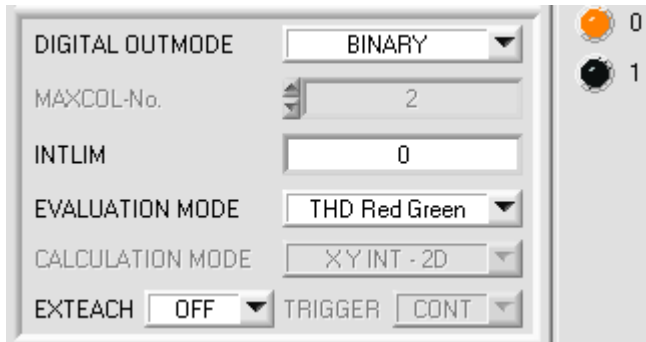 DIGITAL OUTMODE BINARY 0
MAXCOL-No. 2 1
INTLIM 0
EVALUATION MODE THD Red Green
CALCULATION MODE X Y INT - 2D
EXTEACH OFF TRIGGER CONT